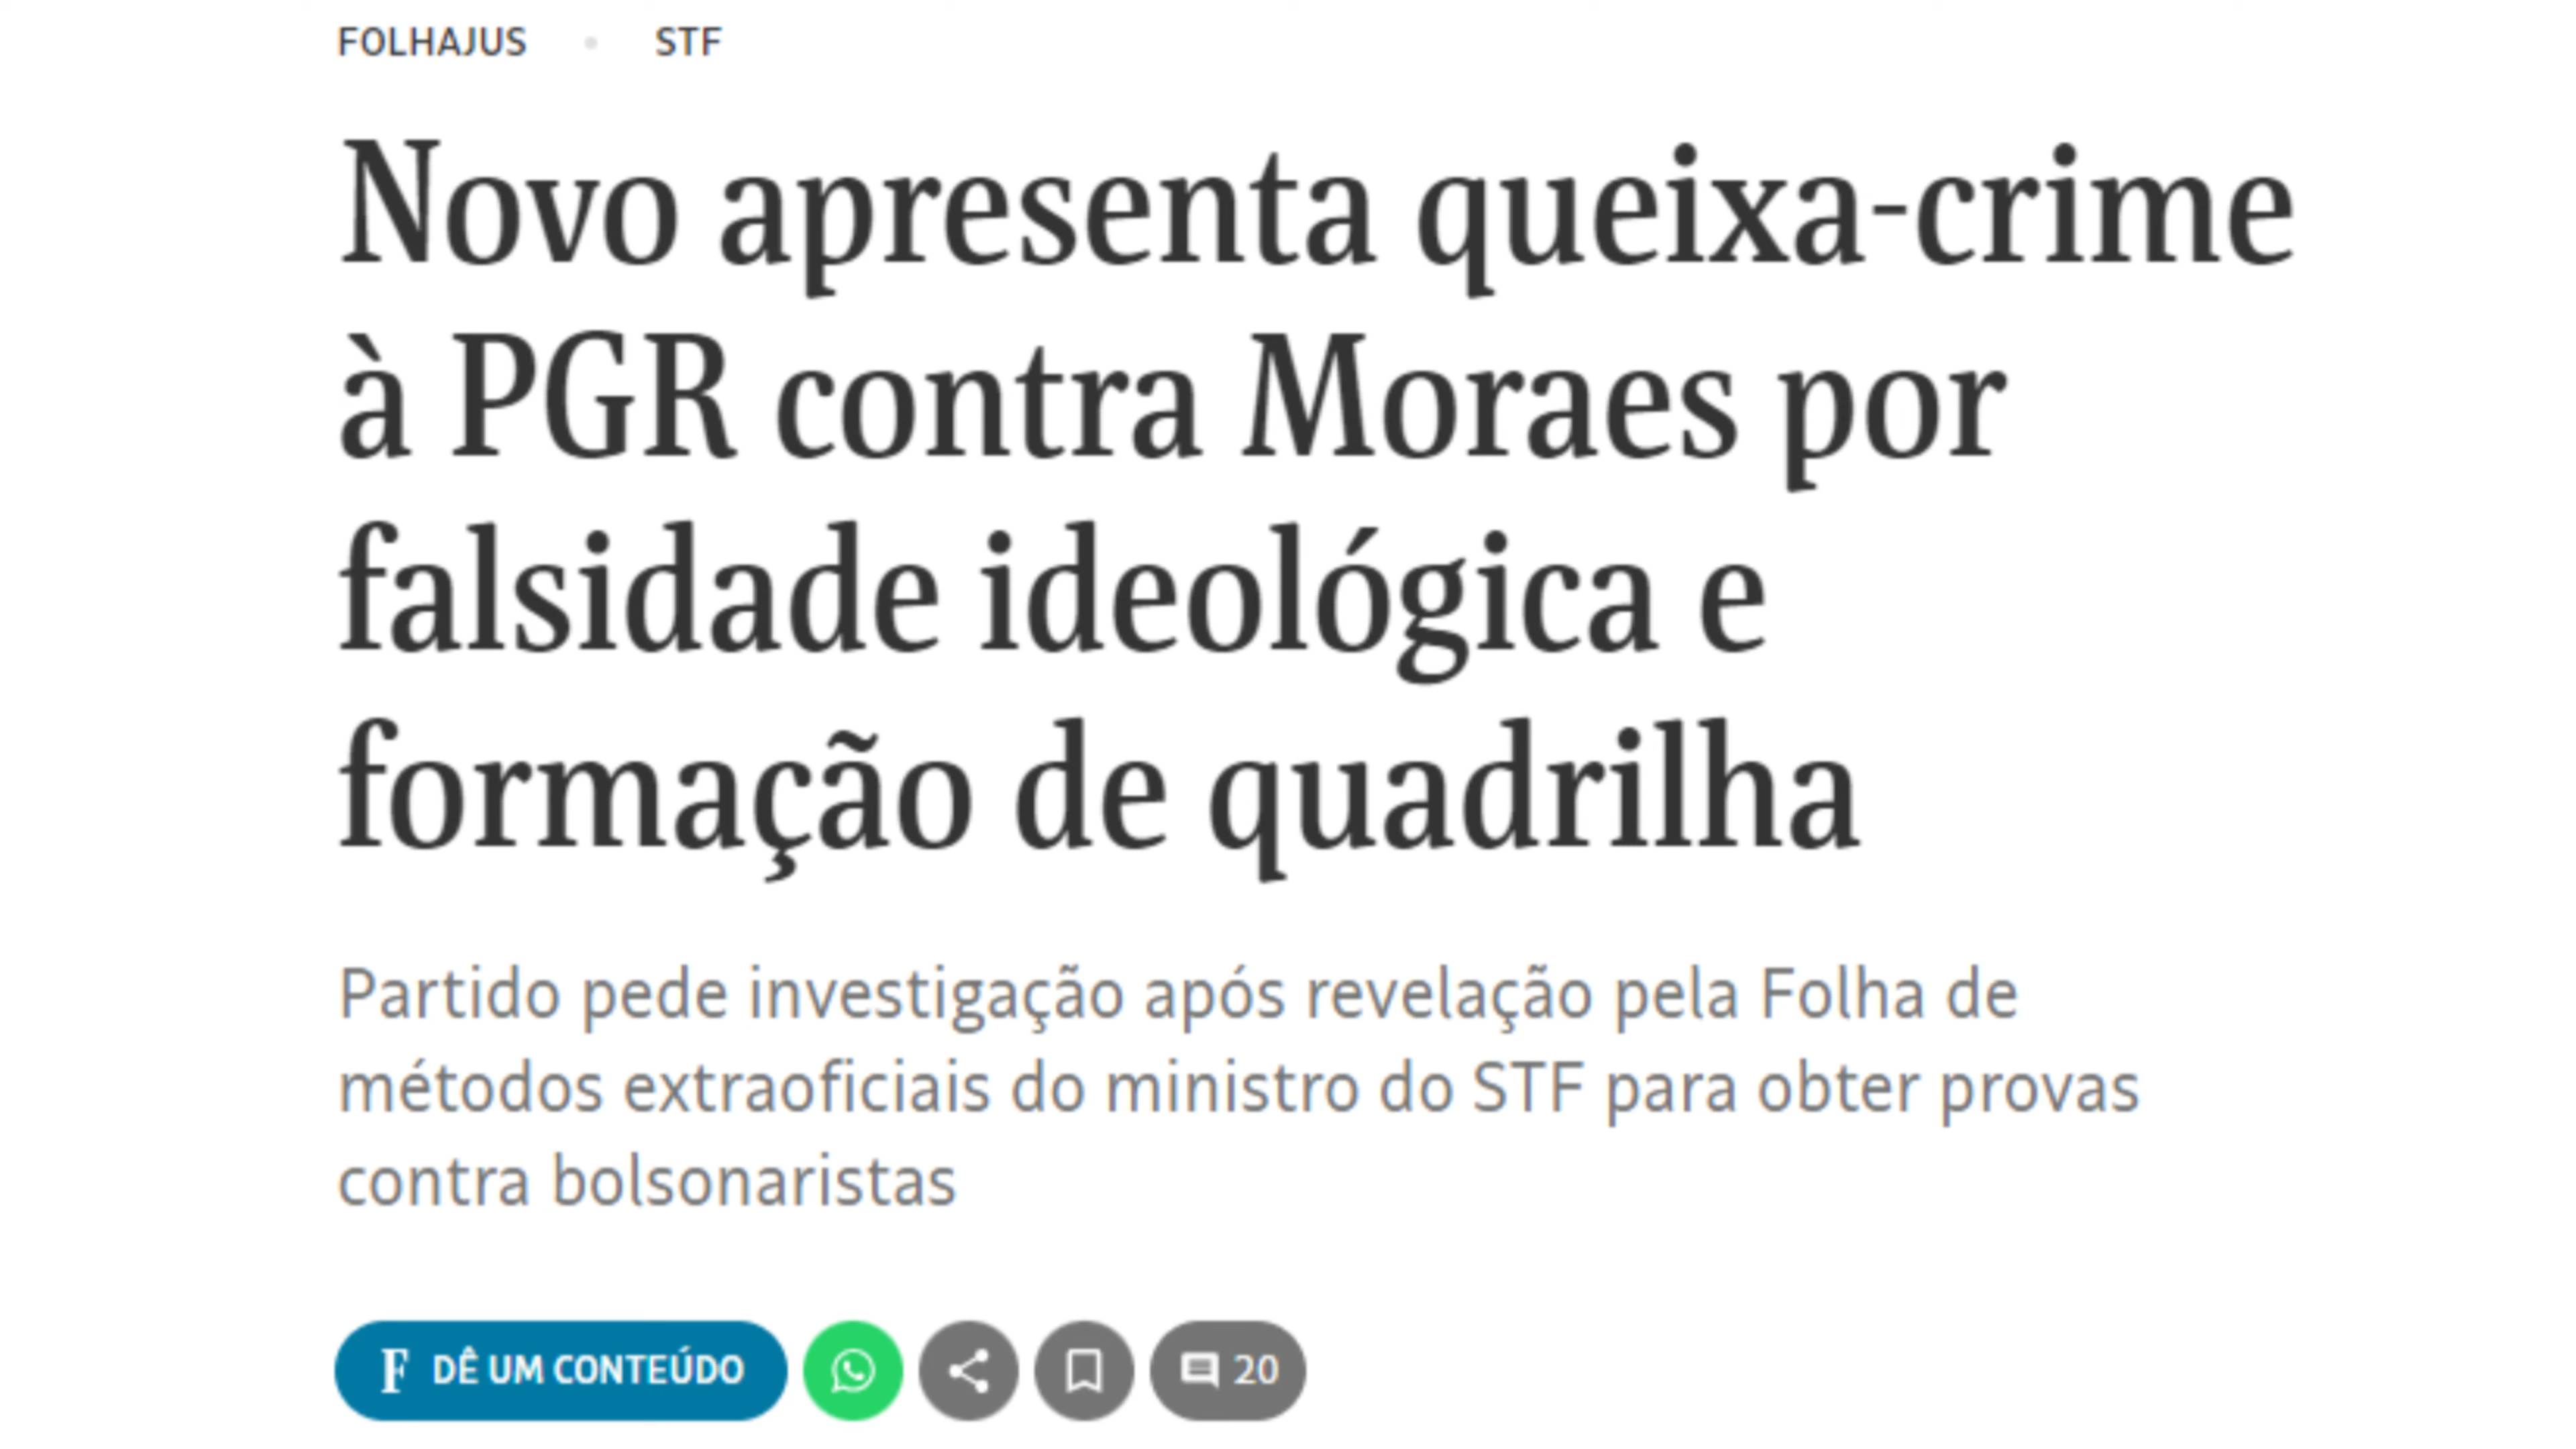 FOLHAJUS • STF
Novo apresenta queixa-crime
à PGR contra Moraes por
falsidade ideológica e
formação de quadrilha
Partido pede investigação após revelação pela Folha de
métodos extraoficiais do ministro do STF para obter provas
contra bolsonaristas
F DÊ UM CONTEÚDO 20